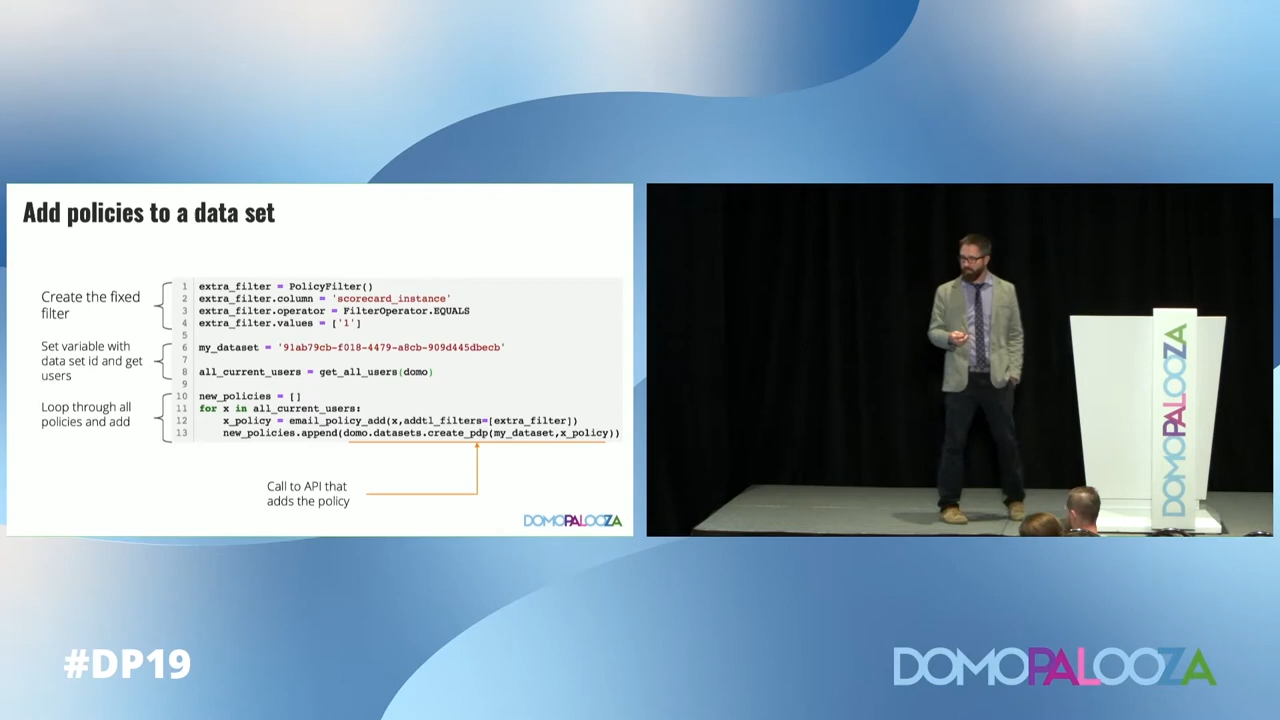 Add policies to a data set
Create the fixed
filter
Set variable with
data set id and get
users
Loop through all
policies and add
1 extra_filter = PolicyFilter()
2 extra_filter.column = 'scorecard_instance'
3 extra_filter.operator = FilterOperator.EQUALS
4 extra_filter.values = ['1']
5
6 my_dataset = '91ab79cb-f018-4479-a8cb-909d445dbecb'
7
8 all_current_users = get_all_users(domo)
9
10 new_policies = []
11 for x in all_current_users:
12 x_policy = email_policy_add(x,addtl_filters=[extra_filter])
13 new_policies.append(domo.datasets.create_pdp(my_dataset,x_policy))
Call to API that
adds the policy
DOMOPALOOZA
DOMOPALOOZA
#DP19
DOMOPALOOZA